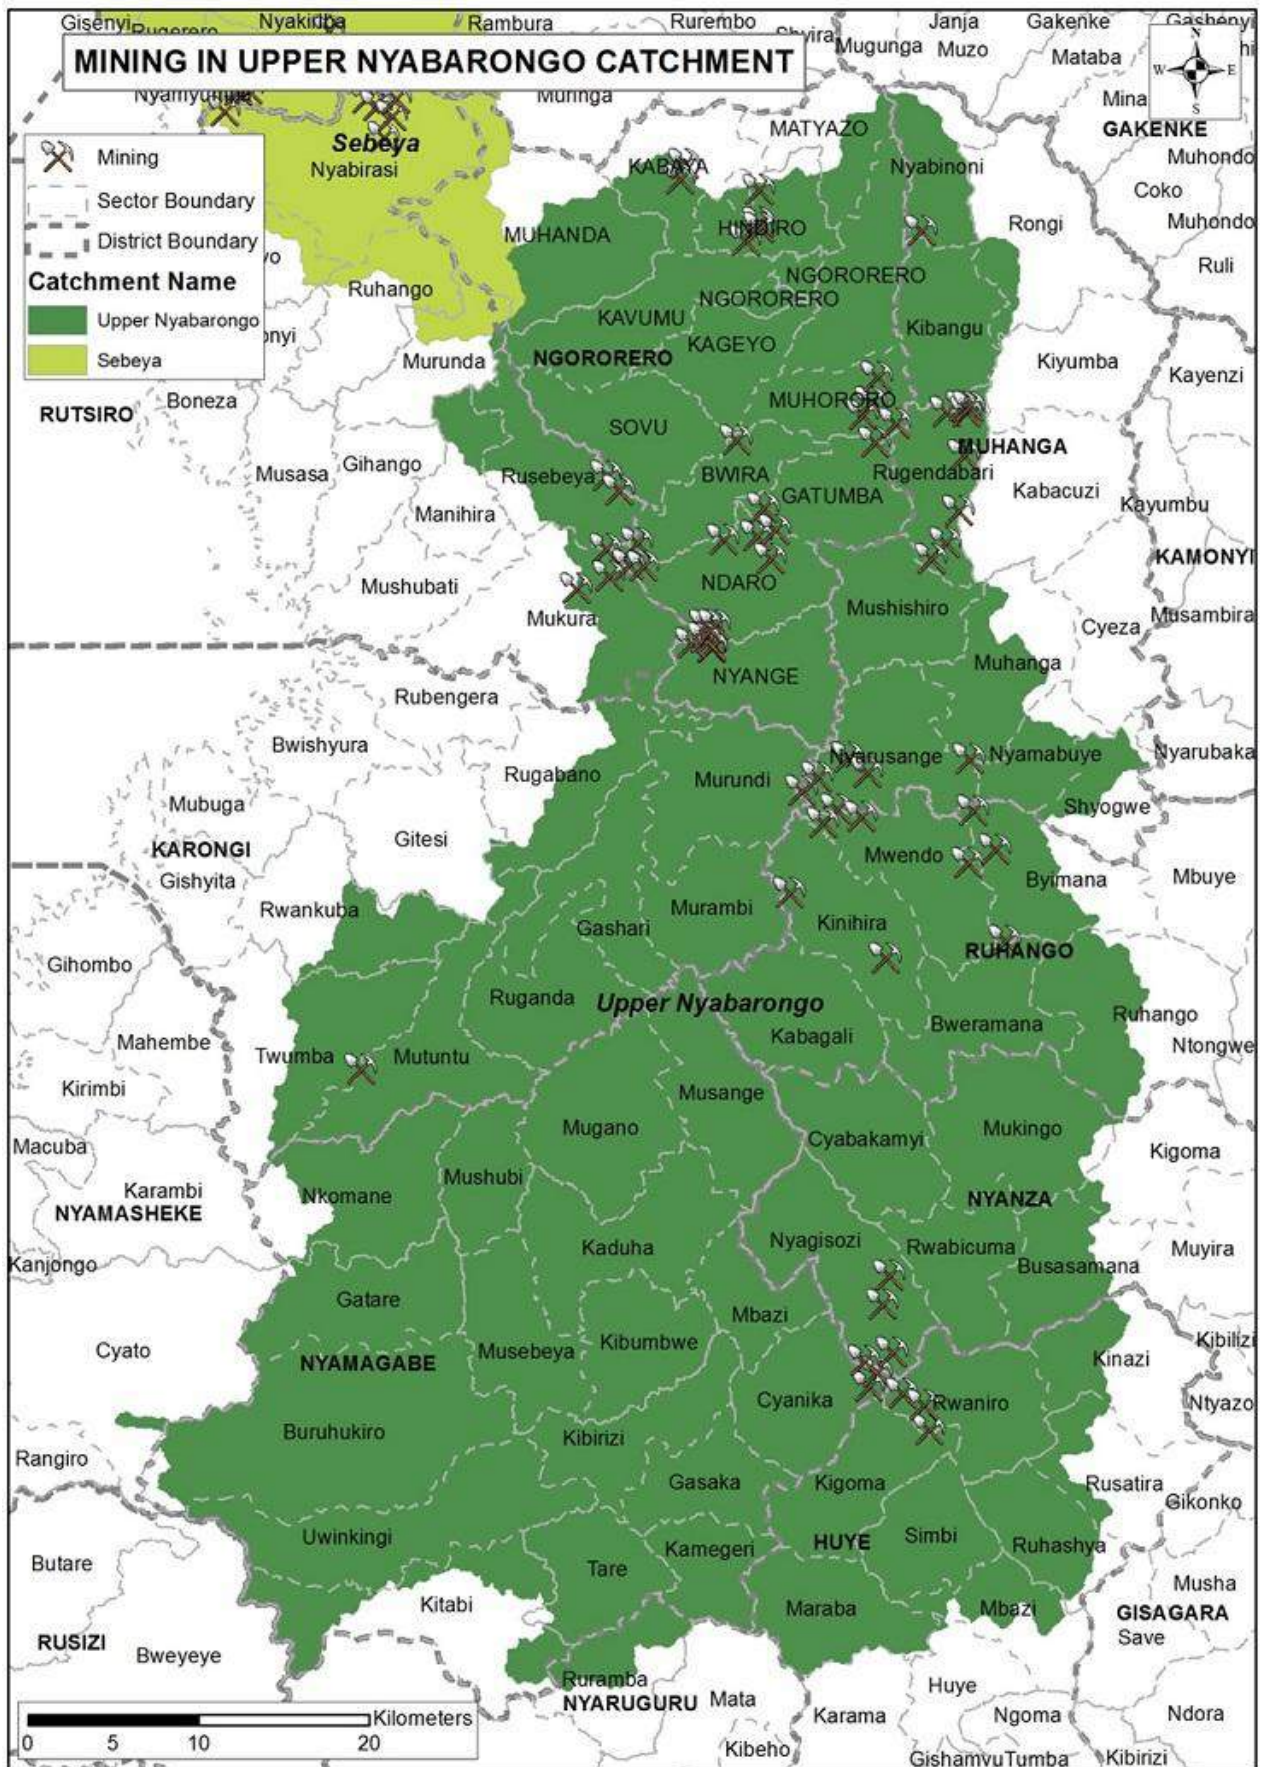 Gisenyi
Nyakiriba
Rambura
Rurembo
Janja
Gakenke
Gashenyi
Rugerero
Shyira
Mugunga
Muzo
Mataba
MINING IN UPPER NYABARONGO CATCHMENT
N
W
E
S
Nyamyumba
Muringa
Mina
GAKENKE
MATYAZO
Sebeya
Nyabirasi
KABAYA
Nyabinoni
Muhondo
Coko
Mining
Sector Boundary
District Boundary
Catchment Name
Upper Nyabarongo
Sebeya
MUHANDA
HINDIRO
Rongi
Muhondo
Ruli
Ruhango
NGORORERO
NGORORERO
KAVUMU
KAGEYO
Kibangu
onyi
Murunda
NGORORERO
Kiyumba
Kayenzi
RUTSIRO
Boneza
MUHORORO
SOVU
MUHANGA
Musasa
Gihango
Rusebeya
BWIRA
Rugendabari
GATUMBA
Kabacuzi
Kayumbu
Manihira
KAMONYI
Mushubati
NDARO
Mushishiro
Mukura
Cyeza
Musambira
NYANGE
Muhanga
Rubengera
Bwishyura
Rugabano
Murundi
Nyarusange
Nyamabuye
Nyarubaka
Mubuga
Shyogwe
KARONGI
Gitesi
Mwendo
Gishyita
Byimana
Mbuye
Rwankuba
Murambi
Gashari
Kinihira
RUHANGO
Gihombo
Ruganda
Upper Nyabarongo
Ruhango
Bweramana
Kabagali
Mahembe
Twumba
Mutuntu
Ntongwe
Kirimbi
Musange
Mugano
Cyabakamyi
Mukingo
Macuba
Kigoma
Mushubi
Karambi
Nkomane
NYANZA
NYAMASHEKE
Nyagisozi
Kaduha
Rwabicuma
Muyira
Kanjongo
Busasamana
Gatare
Mbazi
Kibumbwe
Kibilizi
Cyato
Musebeya
NYAMAGABE
Kinazi
Cyanika
Rwaniro
Ntyazo
Buruhukiro
Kibirizi
Rangiro
Gasaka
Kigoma
Rusatira
Gikonko
Uwinkingi
Kamegeri
HUYE
Simbi
Ruhashya
Butare
Tare
Musha
Kitabi
Maraba
Mbazi
GISAGARA
RUSIZI
Save
Bweyeye
Ruramba
Huye
NYARUGURU
Mata
Karama
Ngoma
Ndora
Kilometers
0 5 10 20
Kibeho
Gishamvu
Tumba
Kibirizi